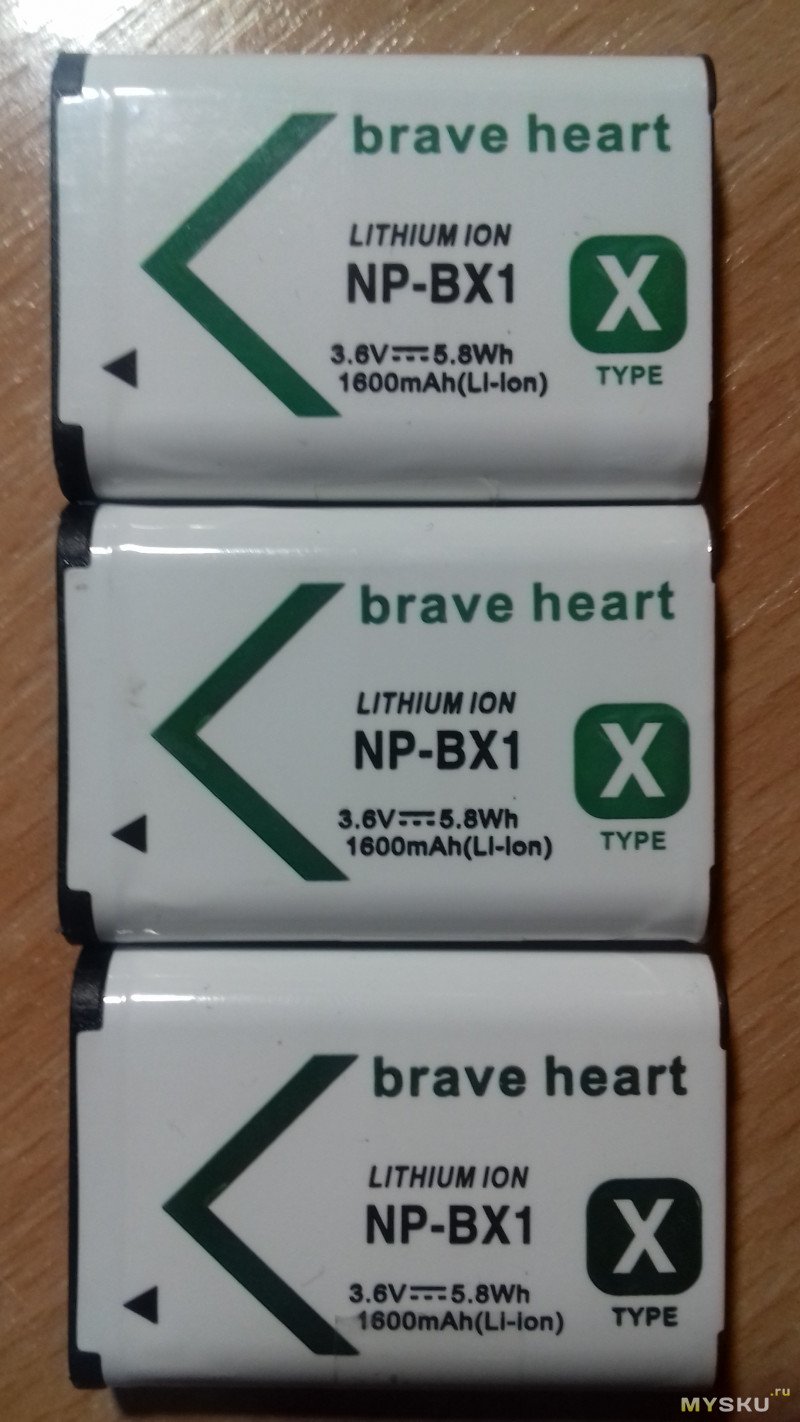 brave heart
LITHIUM ION
NP-BX1
X
3.6V⎓5.8Wh
1600mAh(Li-ion)
TYPE
brave heart
LITHIUM ION
NP-BX1
X
3.6V⎓5.8Wh
1600mAh(Li-ion)
TYPE
brave heart
LITHIUM ION
NP-BX1
X
3.6V⎓5.8Wh
1600mAh(Li-ion)
TYPE
MYSKU.ru